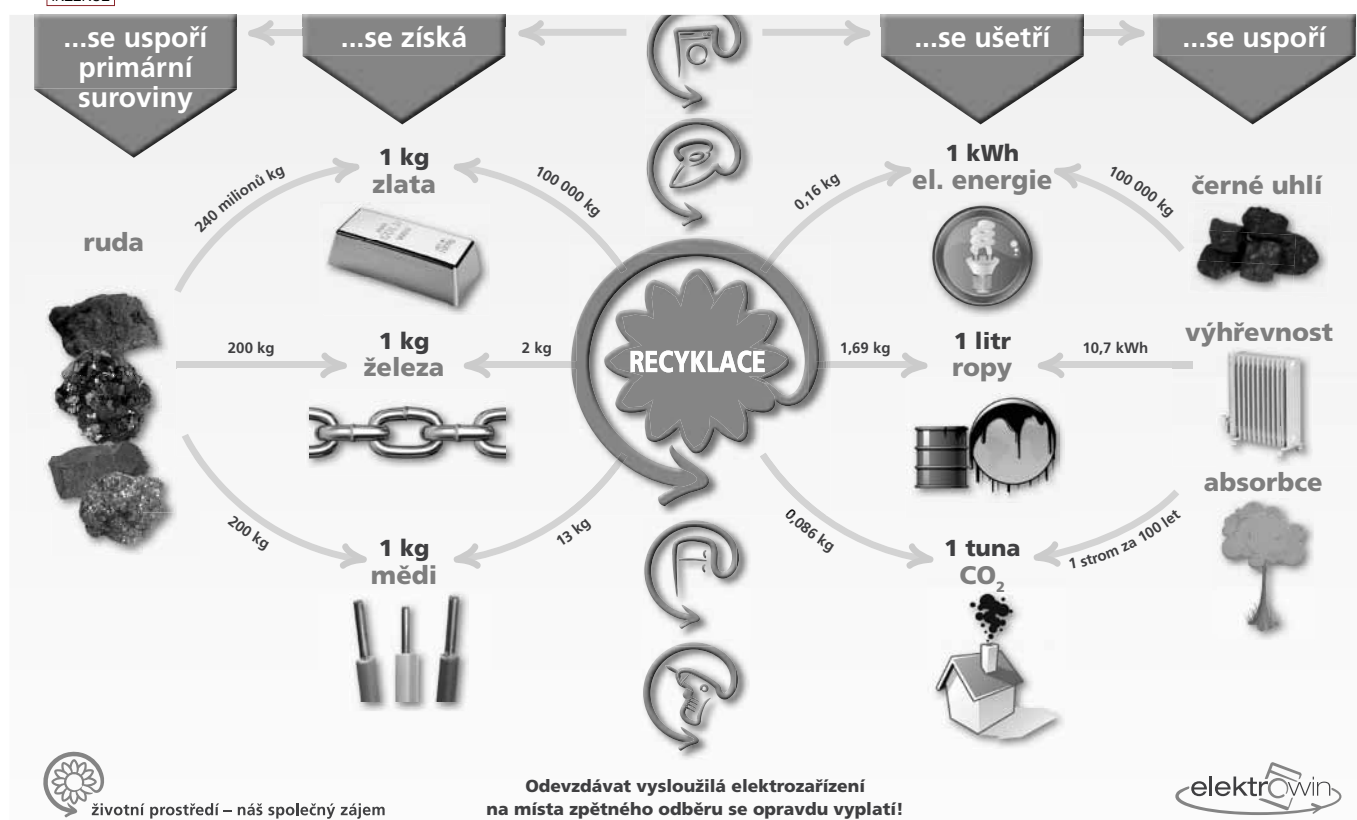 ...se uspoří
primární
suroviny
...se získá
...se ušetří
...se uspoří
1 kg
zlata
240 milionů kg
100 000 kg
1 kWh
el. energie
0,16 kg
100 000 kg
černé uhlí
ruda
200 kg
1 kg
železa
2 kg
RECYKLACE
1,69 kg
1 litr
ropy
10,7 kWh
výhřevnost
absorbce
200 kg
1 kg
mědi
13 kg
0,086 kg
1 tuna
CO2
1 strom za 100 let
životní prostředí – náš společný zájem
Odevzdávat vysloužilá elektrozařízení
na místa zpětného odběru se opravdu vyplatí!
elektrowin